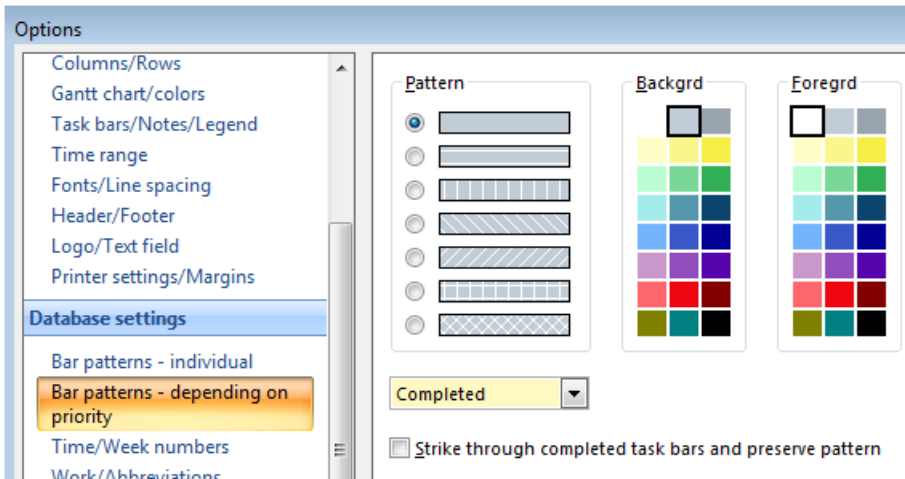 Options
Columns/Rows
Gantt chart/colors
Task bars/Notes/Legend
Time range
Fonts/Line spacing
Header/Footer
Logo/Text field
Printer settings/Margins
Database settings
Bar patterns - individual
Bar patterns - depending on
priority
Time/Week numbers
Work/Abbreviations
Pattern
Backgrd
Foregrd
Completed
Strike through completed task bars and preserve pattern